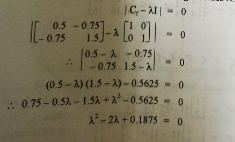 | C_f - λI | = 0
| [ 0.5 -0.75 ; -0.75 1.5 ] - λ [ 1 0 ; 0 1 ] | = 0
∴ | 0.5 - λ -0.75 ; -0.75 1.5 - λ | = 0
(0.5 - λ) (1.5 - λ) - 0.5625 = 0
∴ 0.75 - 0.5λ - 1.5λ + λ² - 0.5625 = 0
λ² - 2λ + 0.1875 = 0